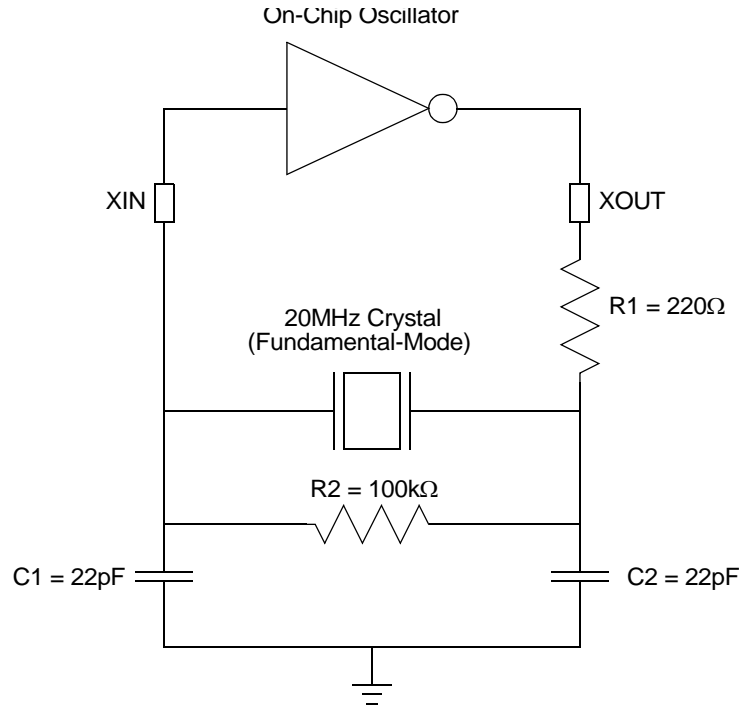 On-Chip Oscillator
XIN
XOUT
R1 = 220Ω
20MHz Crystal
(Fundamental-Mode)
R2 = 100kΩ
C1 = 22pF
C2 = 22pF